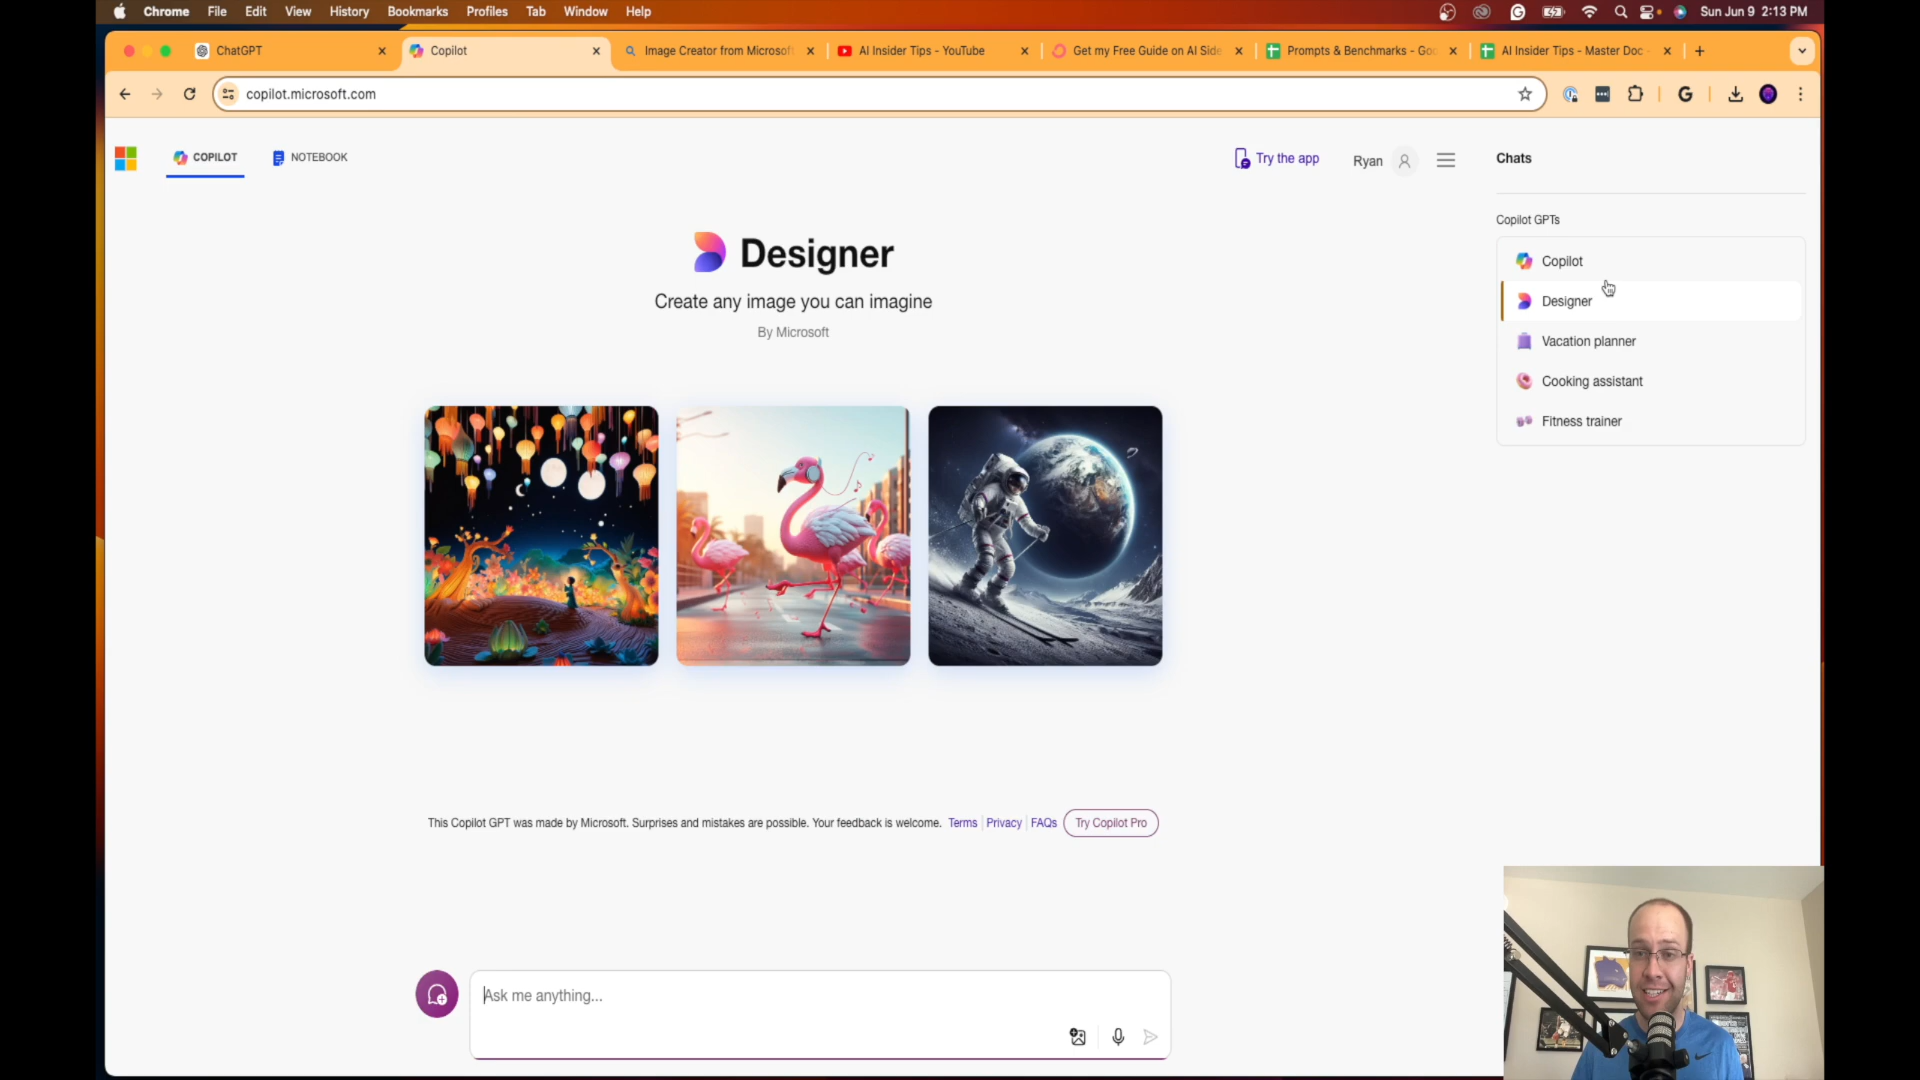 Chrome File Edit View History Bookmarks Profiles Tab Window Help Sun Jun 9 2:13 PM
ChatGPT Copilot Image Creator from Microsof AI Insider Tips - YouTube Get my Free Guide on AI Side Prompts & Benchmarks - Goo AI Insider Tips - Master Doc -
copilot.microsoft.com
COPILOT NOTEBOOK Try the app Ryan Chats
Copilot GPTs
Designer
Copilot
Create any image you can imagine
Designer
By Microsoft
Vacation planner
Cooking assistant
Fitness trainer
This Copilot GPT was made by Microsoft. Surprises and mistakes are possible. Your feedback is welcome. Terms Privacy FAQs Try Copilot Pro
Ask me anything...